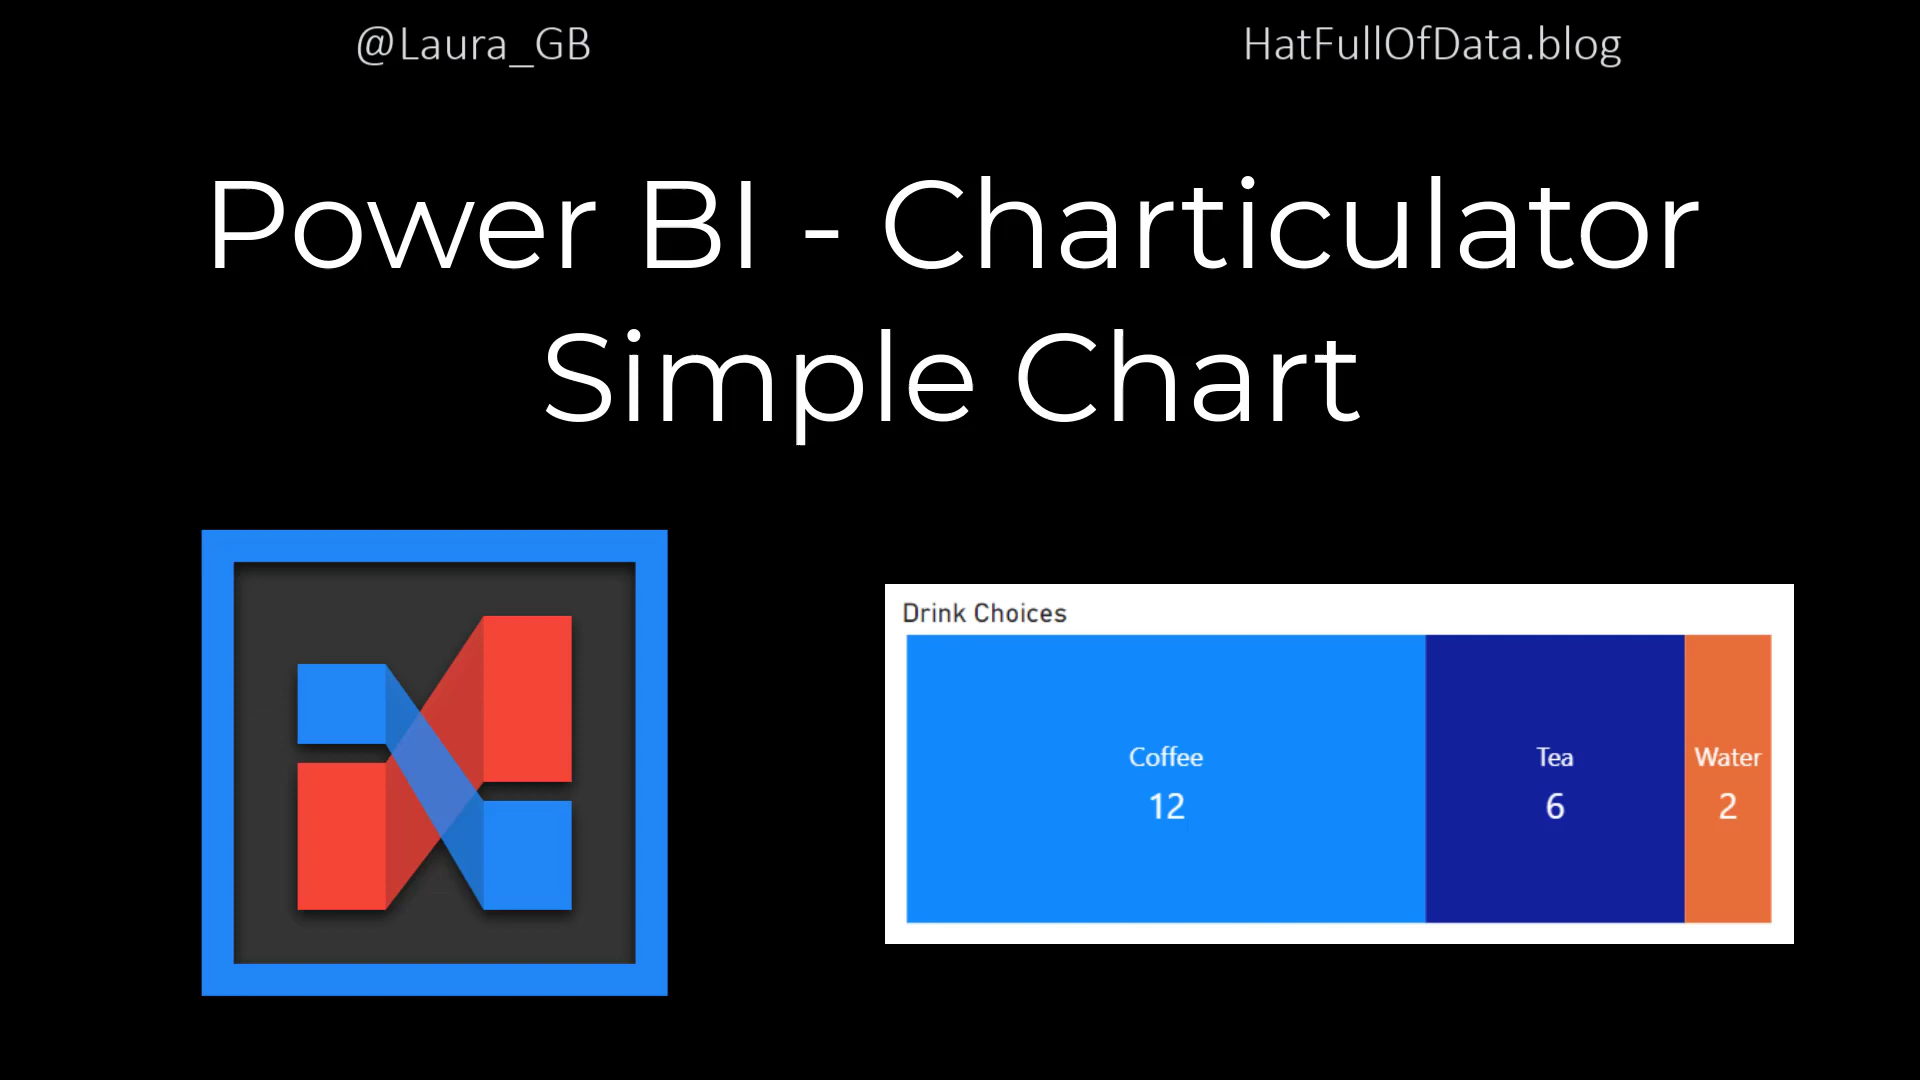 @Laura_GB
HatFullOfData.blog
Power BI - Charticulator
Simple Chart
Drink Choices
Coffee
12
Tea
6
Water
2